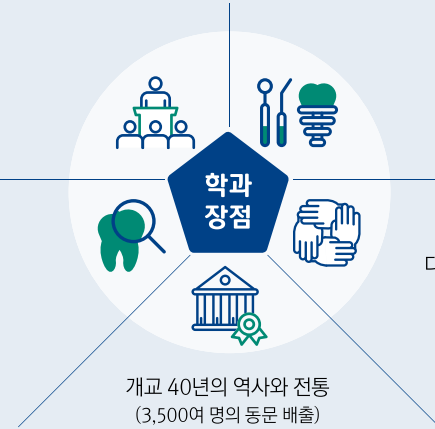 학과
장점
개교 40년의 역사와 전통
(3,500여 명의 동문 배출)